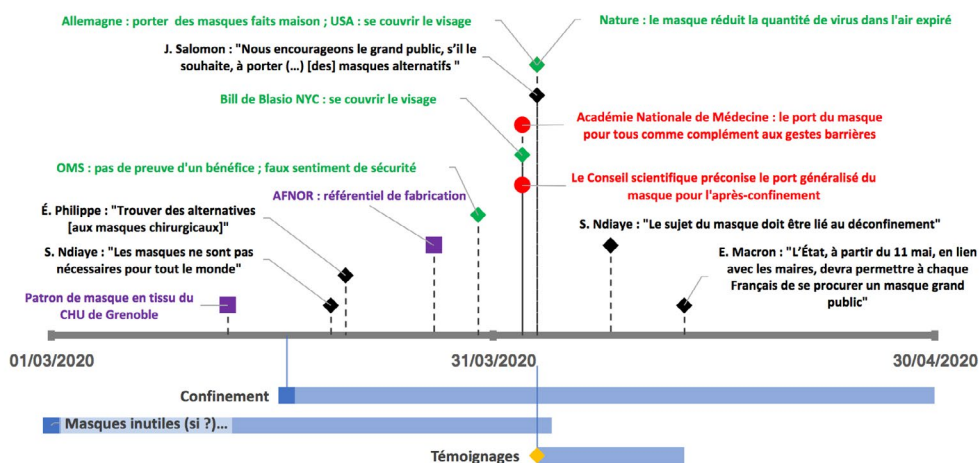 Allemagne : porter des masques faits maison ; USA : se couvrir le visage
Nature : le masque réduit la quantité de virus dans l'air expiré
J. Salomon : "Nous encourageons le grand public, s'il le
souhaite, à porter (…) [des] masques alternatifs "
Bill de Blasio NYC : se couvrir le visage
Académie Nationale de Médecine : le port du masque
pour tous comme complément aux gestes barrières
OMS : pas de preuve d'un bénéfice ; faux sentiment de sécurité
Le Conseil scientifique préconise le port généralisé du
masque pour l'après-confinement
AFNOR : référentiel de fabrication
É. Philippe : "Trouver des alternatives
[aux masques chirurgicaux]"
S. Ndiaye : "Le sujet du masque doit être lié au déconfinement"
S. Ndiaye : "Les masques ne sont pas
nécessaires pour tout le monde"
E. Macron : "L'État, à partir du 11 mai, en lien
avec les maires, devra permettre à chaque
Français de se procurer un masque grand
public"
Patron de masque en tissu du
CHU de Grenoble
01/03/2020
31/03/2020
30/04/2020
Confinement
Masques inutiles (si ?)…
Témoignages